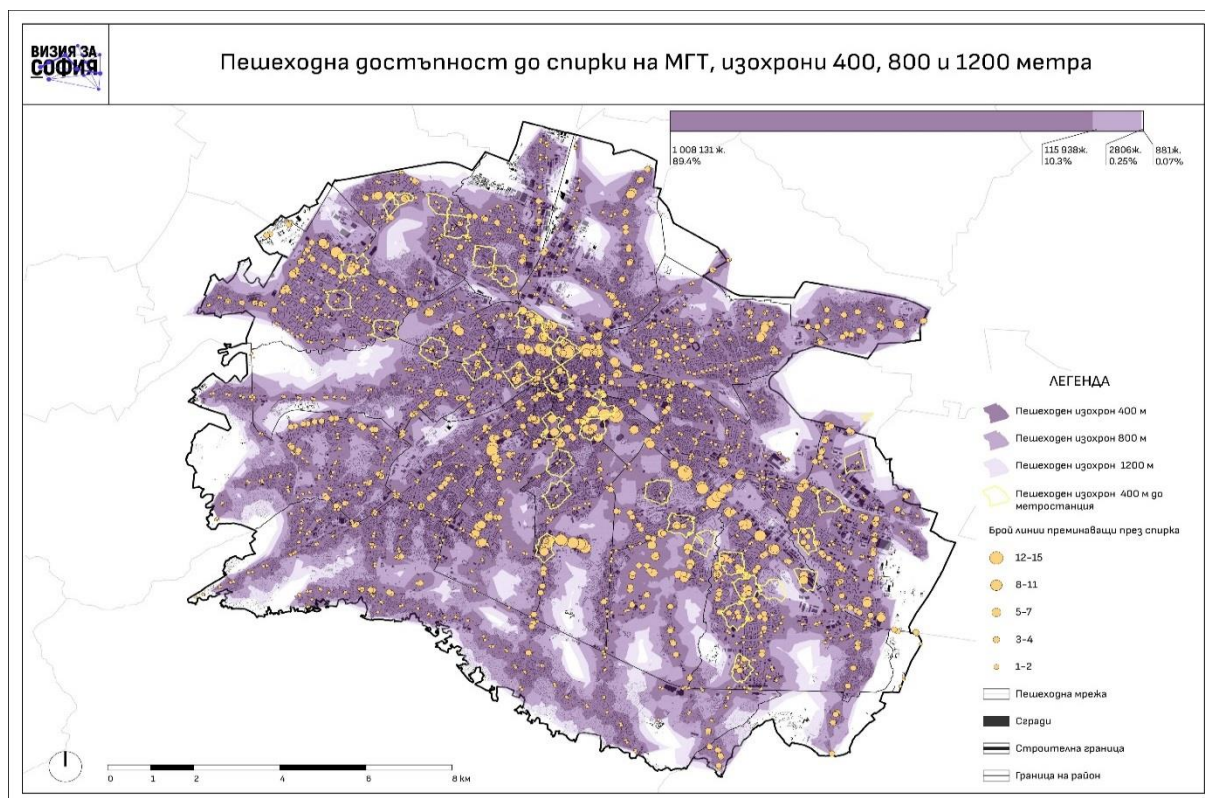 ВИЗИЯ ЗА
СОФИЯ
Пешеходна достъпност до спирки на МГТ, изохрони 400, 800 и 1200 метра
1 008 131 ж.
89.4%
115 938ж.
10.3%
2806ж.
0.25%
881ж.
0.07%
ЛЕГЕНДА
Пешеходен изохрон 400 м
Пешеходен изохрон 800 м
Пешеходен изохрон 1200 м
Пешеходен изохрон 400 м до
метростанция
Брой линии преминаващи през спирка
12-15
8-11
5-7
3-4
1-2
Пешеходна мрежа
Сгради
Строителна граница
Граница на район
0 1 2 4 6 8 км